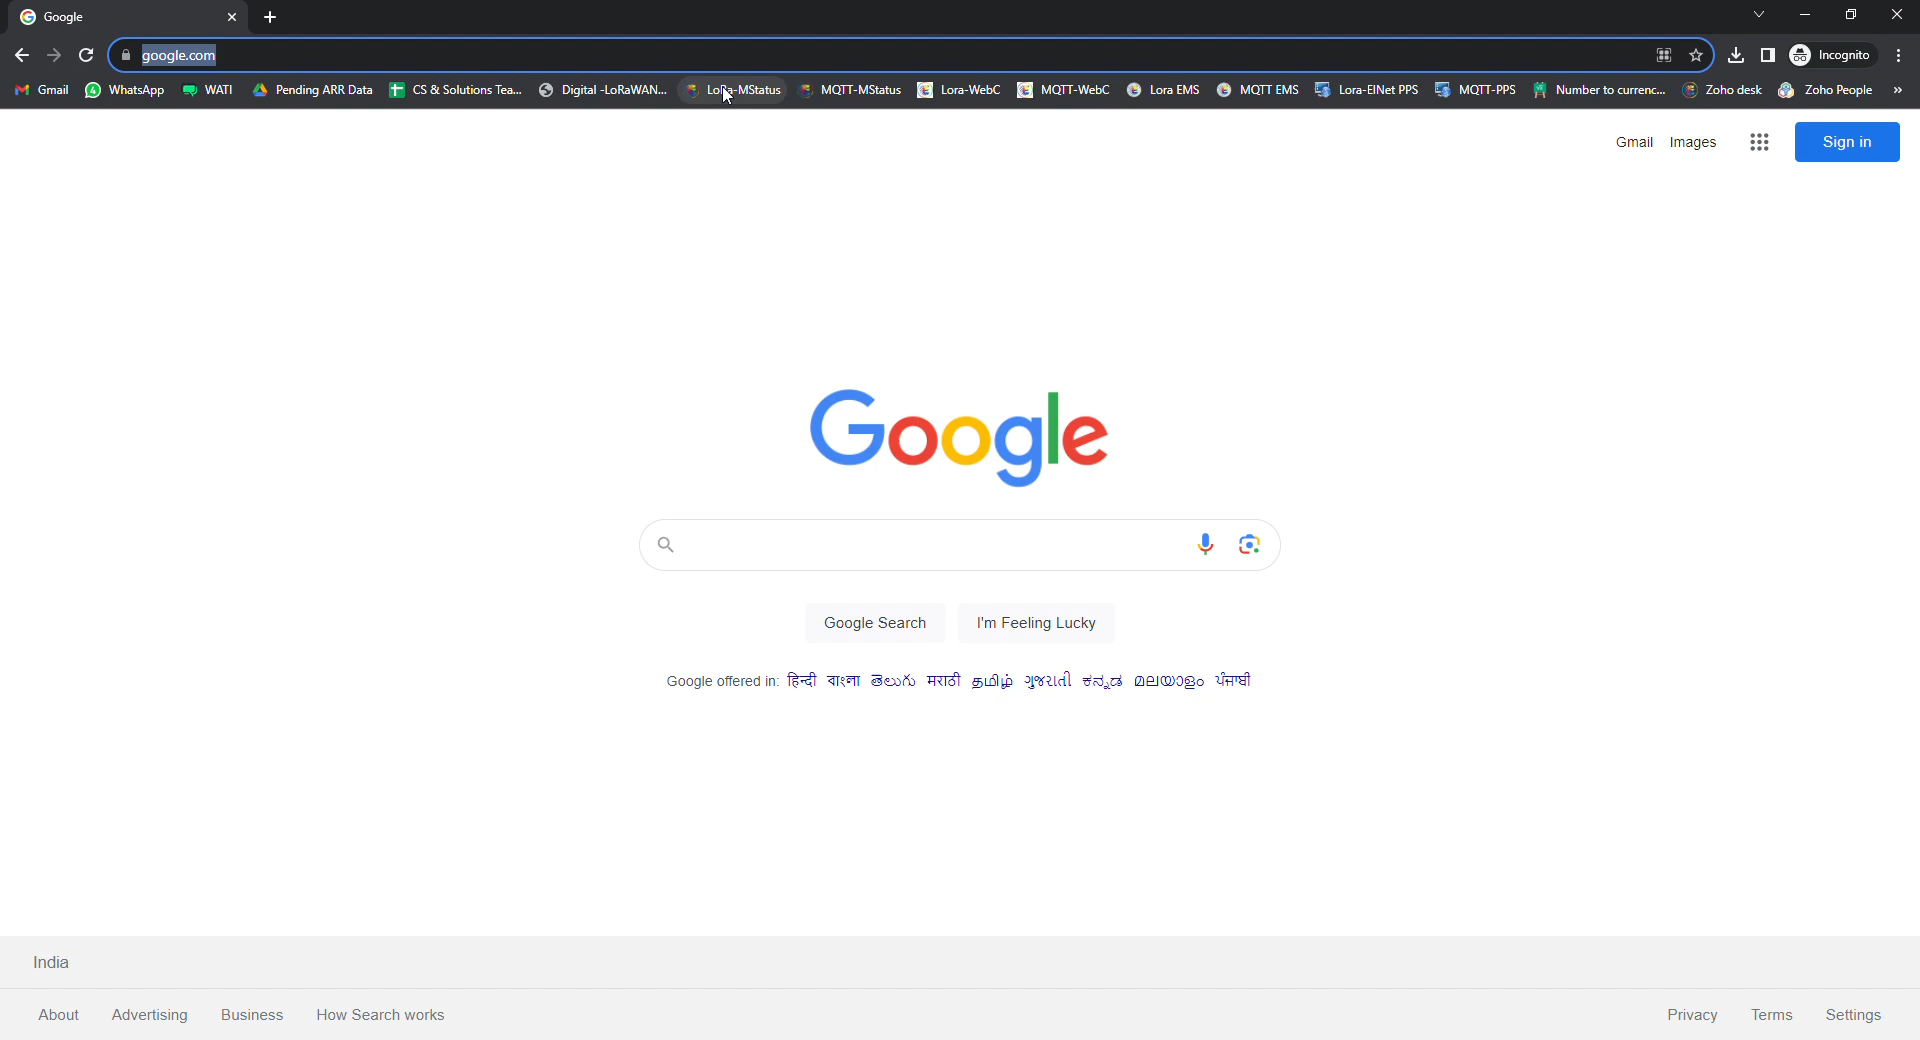 Google
google.com
Incognito
Gmail WhatsApp WATI Pending ARR Data CS & Solutions Tea... Digital -LoRaWAN... LoRa-MStatus MQTT-MStatus Lora-WebC MQTT-WebC Lora EMS MQTT EMS Lora-EINet PPS MQTT-PPS Number to currenc... Zoho desk Zoho People »
Gmail Images Sign in
Google
Google Search I'm Feeling Lucky
Google offered in: हिन्दी বাংলা తెలుగు मराठी தமிழ் ગુજરાતી ಕನ್ನಡ മലയാളം ਪੰਜਾਬੀ
India
About Advertising Business How Search works Privacy Terms Settings